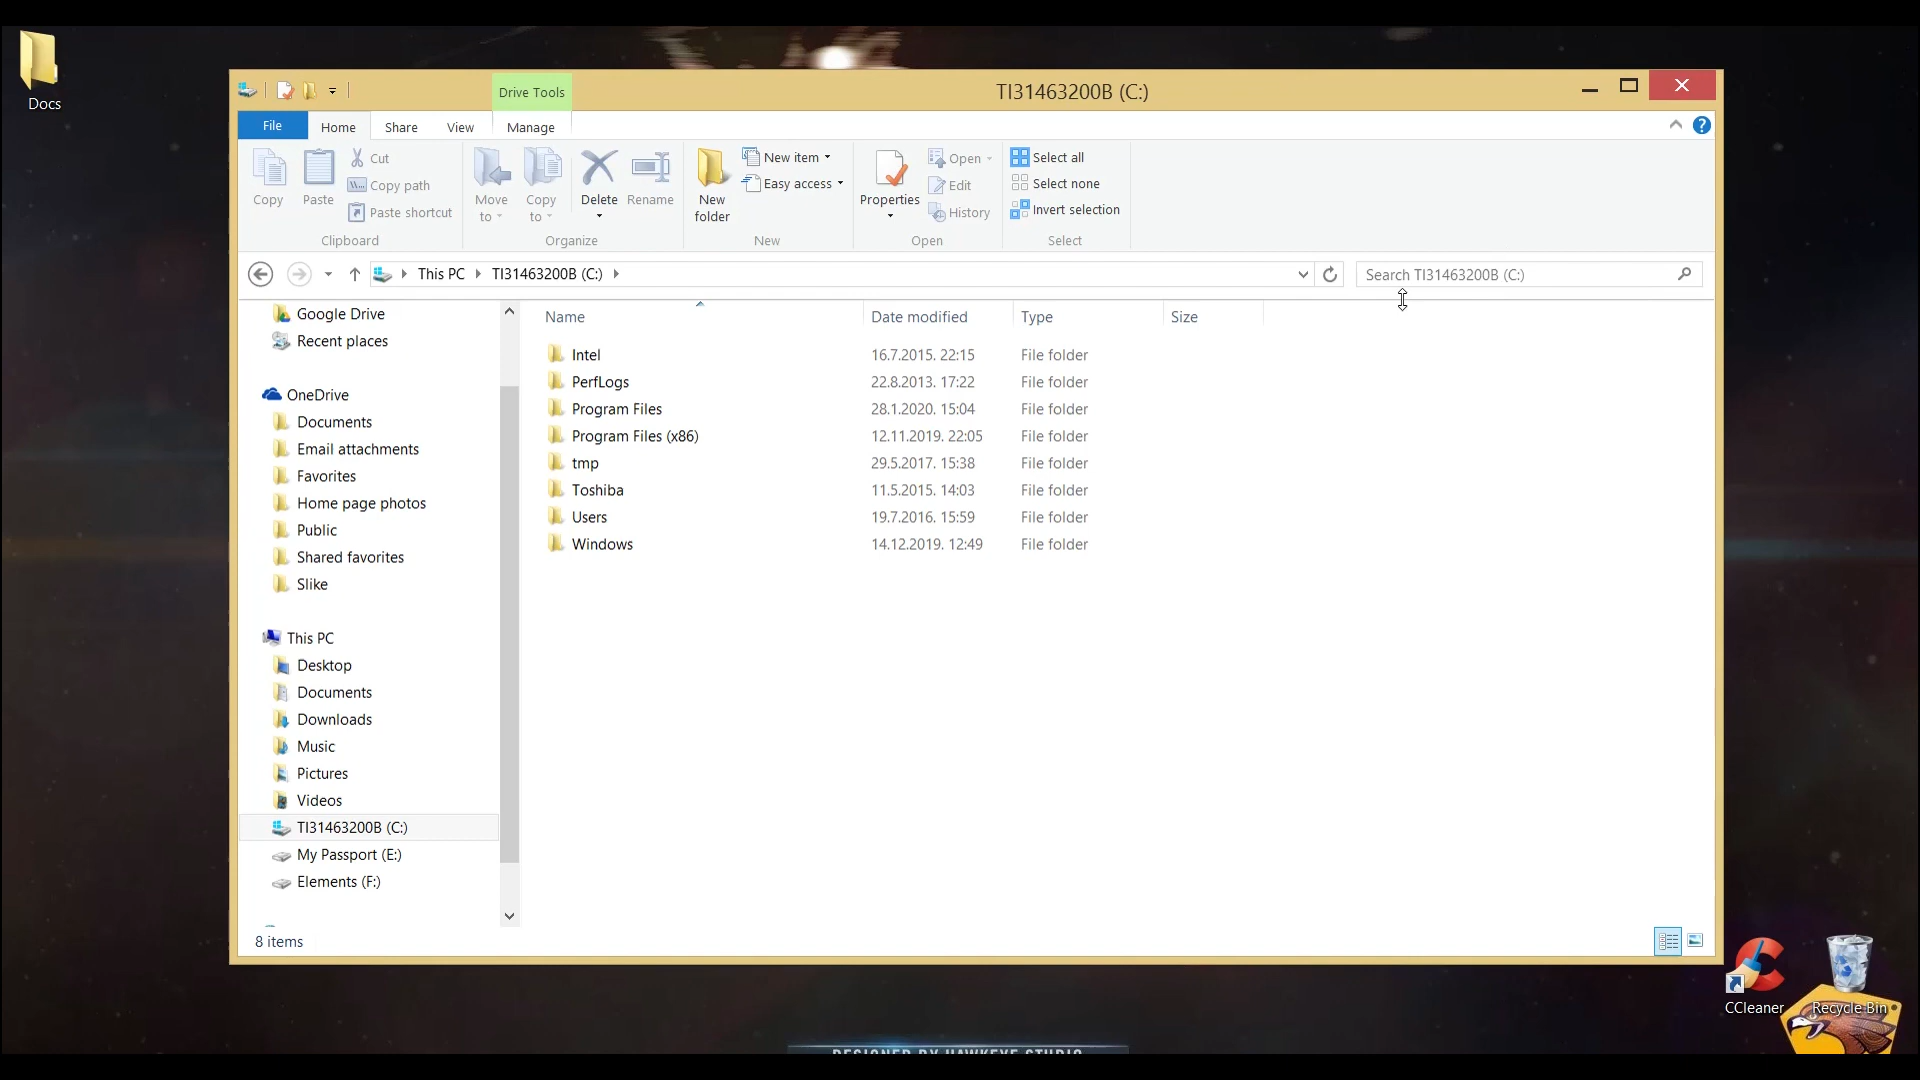 Docs
Drive Tools
TI31463200B (C:)
File
Home
Share
View
Manage
Copy
Paste
Cut
Copy path
Paste shortcut
Clipboard
Move to
Copy to
Delete
Rename
Organize
New folder
New item
Easy access
New
Properties
Open
Edit
History
Open
Select all
Select none
Invert selection
Select
This PC
TI31463200B (C:)
Search TI31463200B (C:)
Google Drive
Recent places
OneDrive
Documents
Email attachments
Favorites
Home page photos
Public
Shared favorites
Slike
This PC
Desktop
Documents
Downloads
Music
Pictures
Videos
TI31463200B (C:)
My Passport (E:)
Elements (F:)
Name Date modified Type Size
Intel 16.7.2015. 22:15 File folder
PerfLogs 22.8.2013. 17:22 File folder
Program Files 28.1.2020. 15:04 File folder
Program Files (x86) 12.11.2019. 22:05 File folder
tmp 29.5.2017. 15:38 File folder
Toshiba 11.5.2015. 14:03 File folder
Users 19.7.2016. 15:59 File folder
Windows 14.12.2019. 12:49 File folder
8 items
CCleaner
Recycle Bin
DESIGNED BY HAWKEYE STUDIO